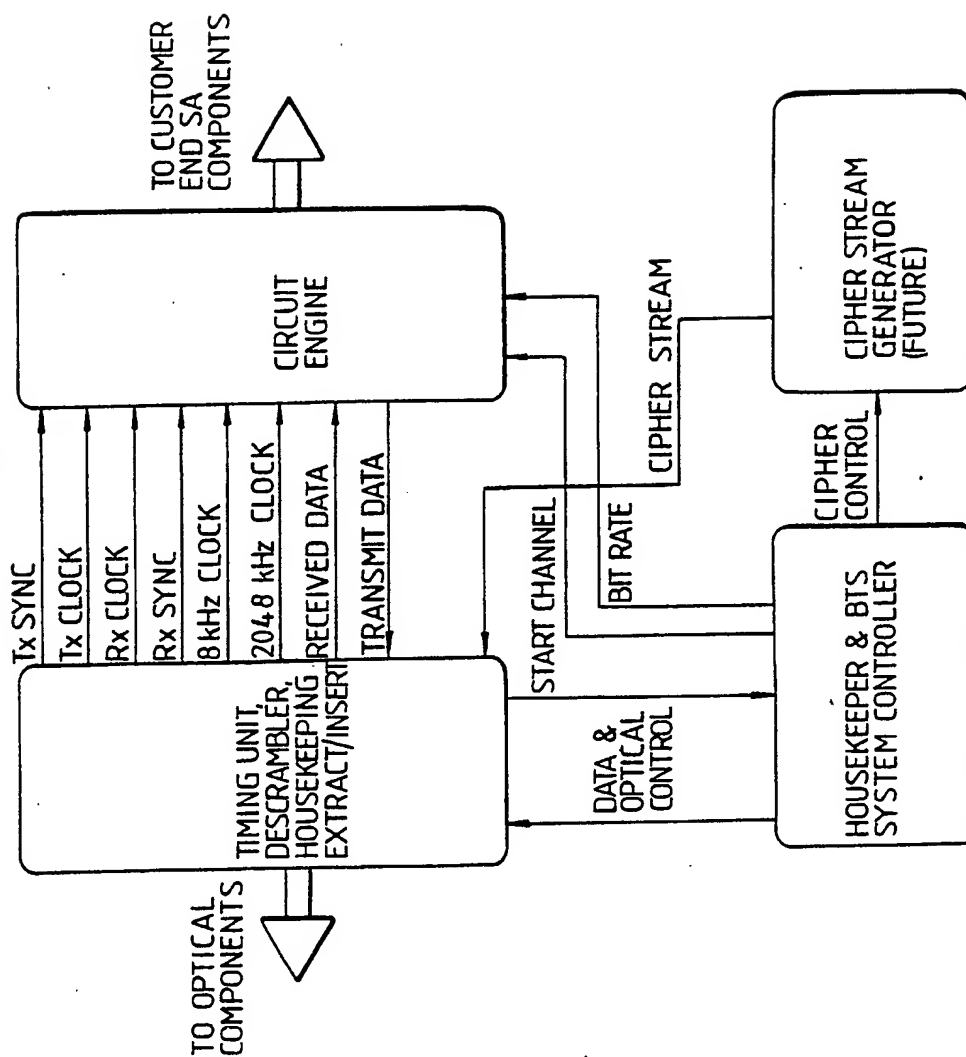 TO OPTICAL
COMPONENTS
TIMING UNIT,
DESCRAMBLER,
HOUSEKEEPING
EXTRACT/INSERT
Tx SYNC
Tx CLOCK
Rx CLOCK
Rx SYNC
8kHz CLOCK
2048 kHz CLOCK
RECEIVED DATA
TRANSMIT DATA
CIRCUIT
ENGINE
TO CUSTOMER
END SA
COMPONENTS
DATA &
OPTICAL
CONTROL
START CHANNEL
BIT RATE
CIPHER STREAM
HOUSEKEEPER & BTS
SYSTEM CONTROLLER
CIPHER
CONTROL
CIPHER STREAM
GENERATOR
(FUTURE)